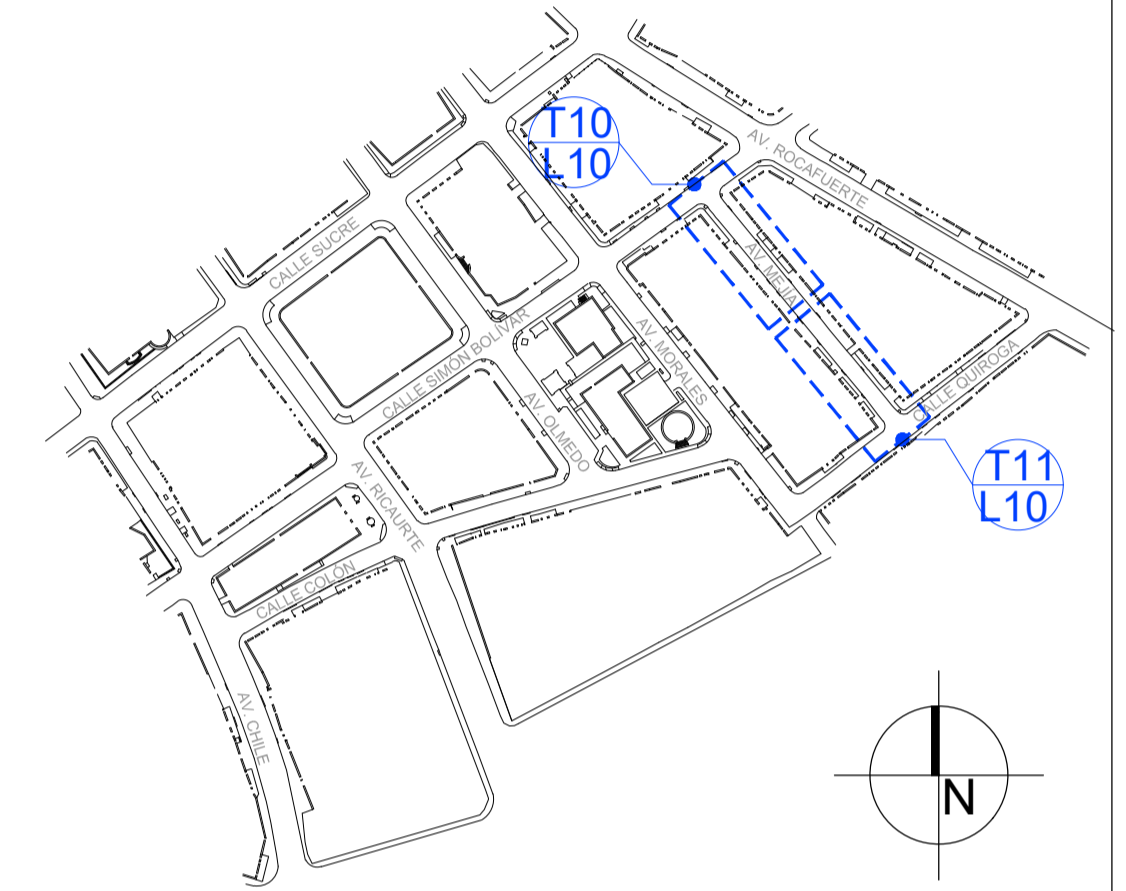 T10
L10
AV. ROCAFUERTE
CALLE SUCRE
AV. MEJIA
CALLE SIMÓN BOLÍVAR
AV. MORALES
CALLE QUIROGA
AV. OLMEDO
AV. RICAURTE
T11
L10
CALLE COLÓN
AV. CHILE
N